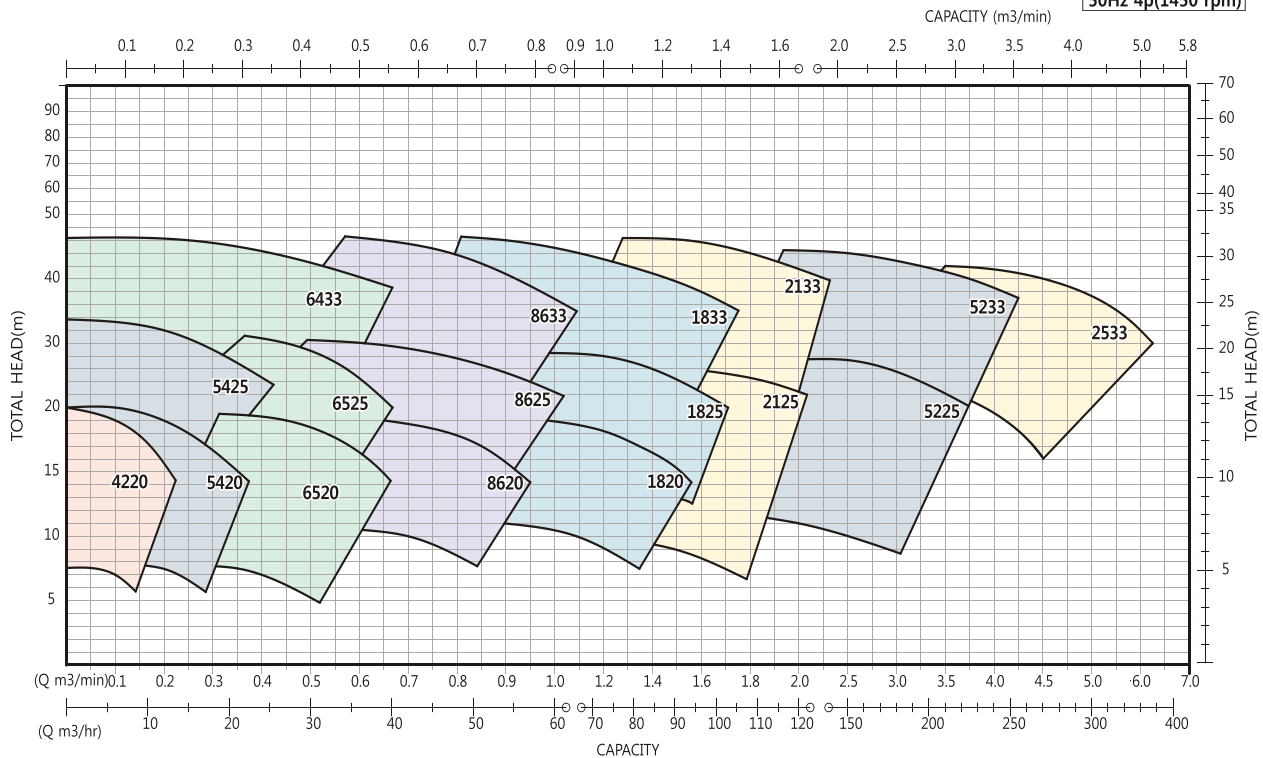 50Hz 4p(1450 rpm)
CAPACITY (m3/min)
0.1 0.2 0.3 0.4 0.5 0.6 0.7 0.8 0.9 1.0 1.2 1.4 1.6 2.0 2.5 3.0 3.5 4.0 5.0 5.8
90 80 70 60 50 40 30 20 15 10 5
TOTAL HEAD(m)
70 60 50 40 35 30 25 20 15 10 5
TOTAL HEAD(m)
6433
8633
1833
2133
5233
2533
5425
6525
8625
1825
2125
5225
4220
5420
6520
8620
1820
(Q m3/min) 0.1 0.2 0.3 0.4 0.5 0.6 0.7 0.8 0.9 1.0 1.2 1.4 1.6 2.0 2.5 3.0 4.0 4.5 6.0 7.0
(Q m3/hr) 10 20 30 40 50 60 70 80 90 100 110 120 150 200 250 300 350 400
CAPACITY